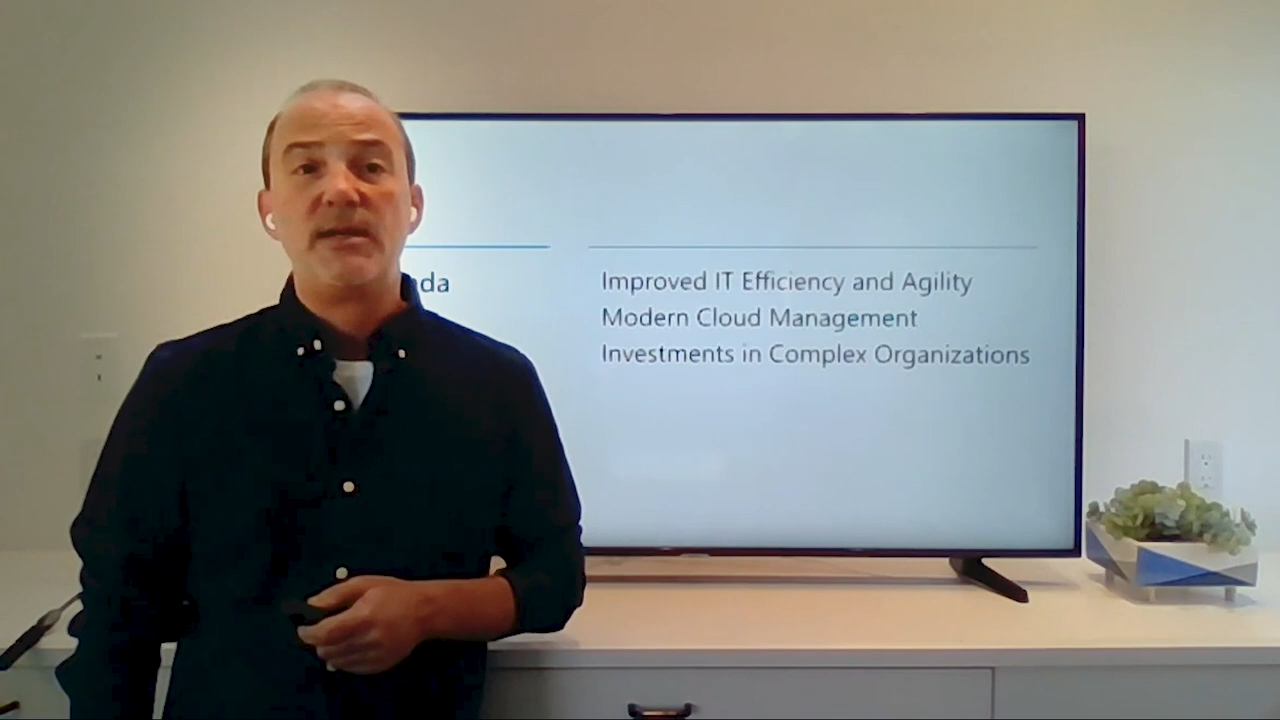 nda
Improved IT Efficiency and Agility
Modern Cloud Management
Investments in Complex Organizations